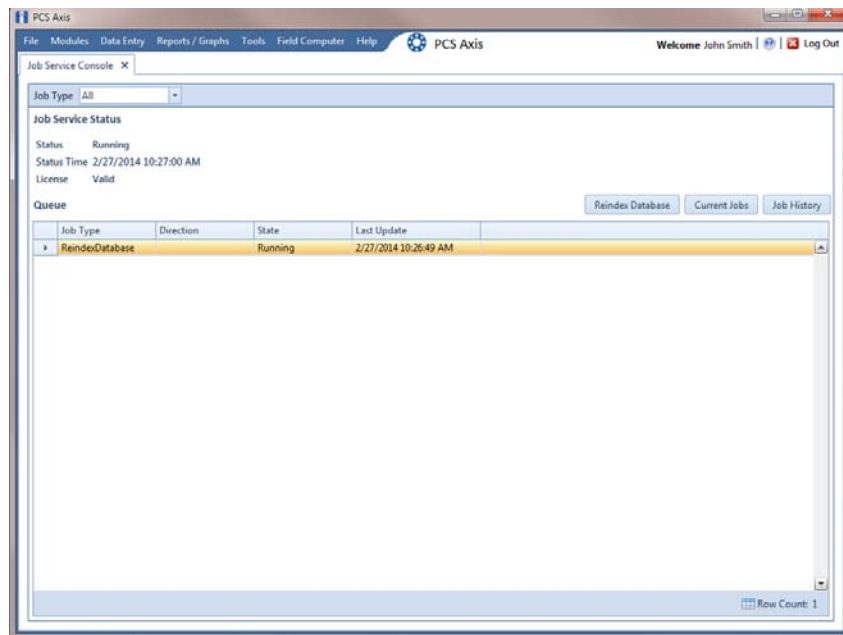 PCS Axis
File Modules Data Entry Reports / Graphs Tools Field Computer Help PCS Axis Welcome John Smith | | Log Out
Job Service Console X
Job Type All
Job Service Status
Status Running
Status Time 2/27/2014 10:27:00 AM
License Valid
Queue Reindex Database Current Jobs Job History
Job Type Direction State Last Update
ReindexDatabase Running 2/27/2014 10:26:49 AM
Row Count: 1